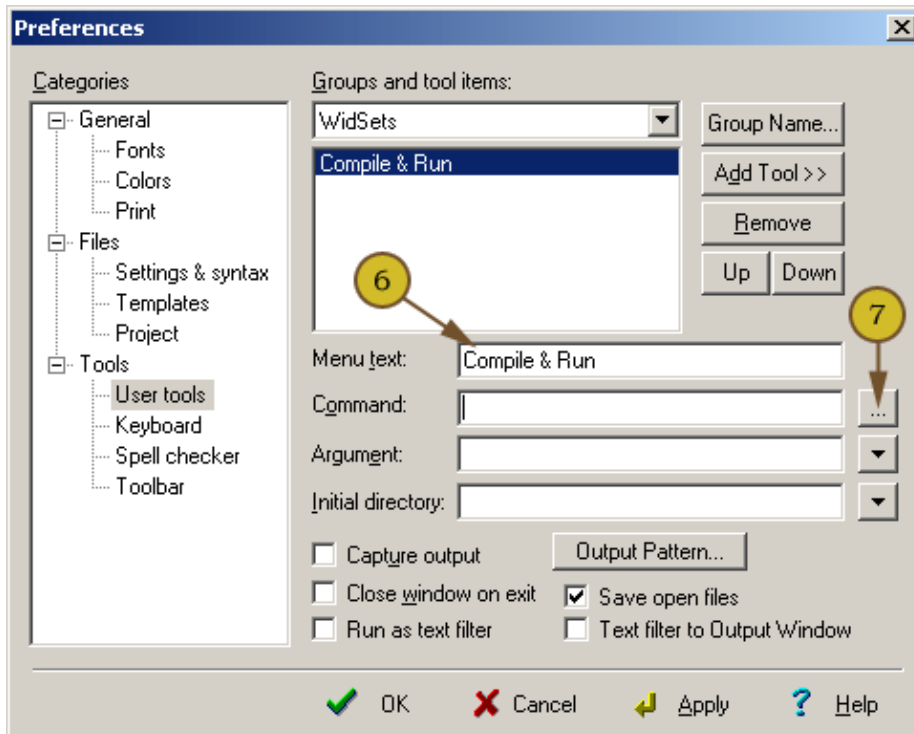 Preferences
Categories
General
Fonts
Colors
Print
Files
Settings & syntax
Templates
Project
Tools
User tools
Keyboard
Spell checker
Toolbar
Groups and tool items:
WidSets
Group Name...
Compile & Run
Add Tool >>
Remove
Up Down
6
7
Menu text: Compile & Run
Command: ...
Argument:
Initial directory:
Capture output Output Pattern...
Close window on exit Save open files
Run as text filter Text filter to Output Window
OK Cancel Apply ? Help